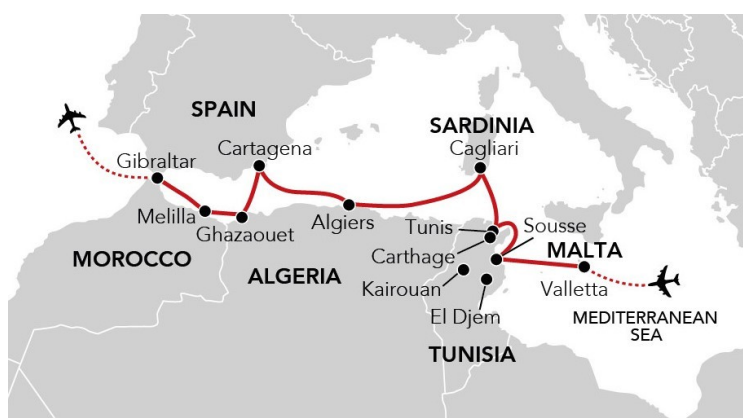 SPAIN
Gibraltar
Cartagena
SARDINIA
Cagliari
Melilla
Ghazaouet
Algiers
Tunis
Sousse
Carthage
MALTA
MOROCCO
ALGERIA
Kairouan
Valletta
El Djem
MEDITERRANEAN
SEA
TUNISIA